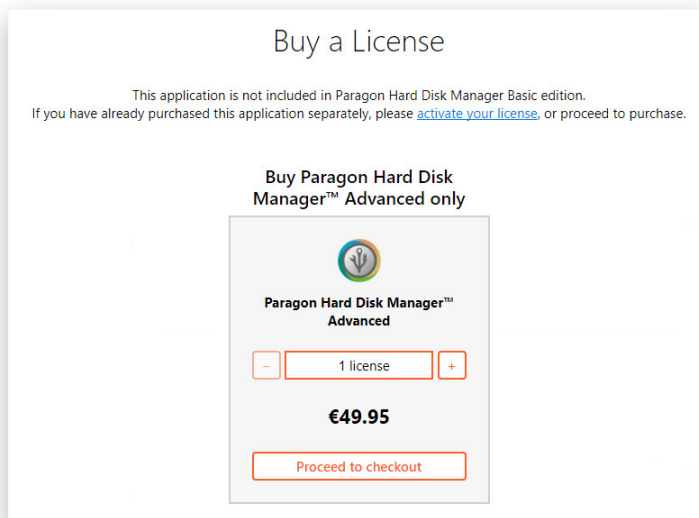 Buy a License
This application is not included in Paragon Hard Disk Manager Basic edition.
If you have already purchased this application separately, please activate your license, or proceed to purchase.
Buy Paragon Hard Disk
Manager™ Advanced only
Paragon Hard Disk Manager™
Advanced
− 1 license +
€49.95
Proceed to checkout